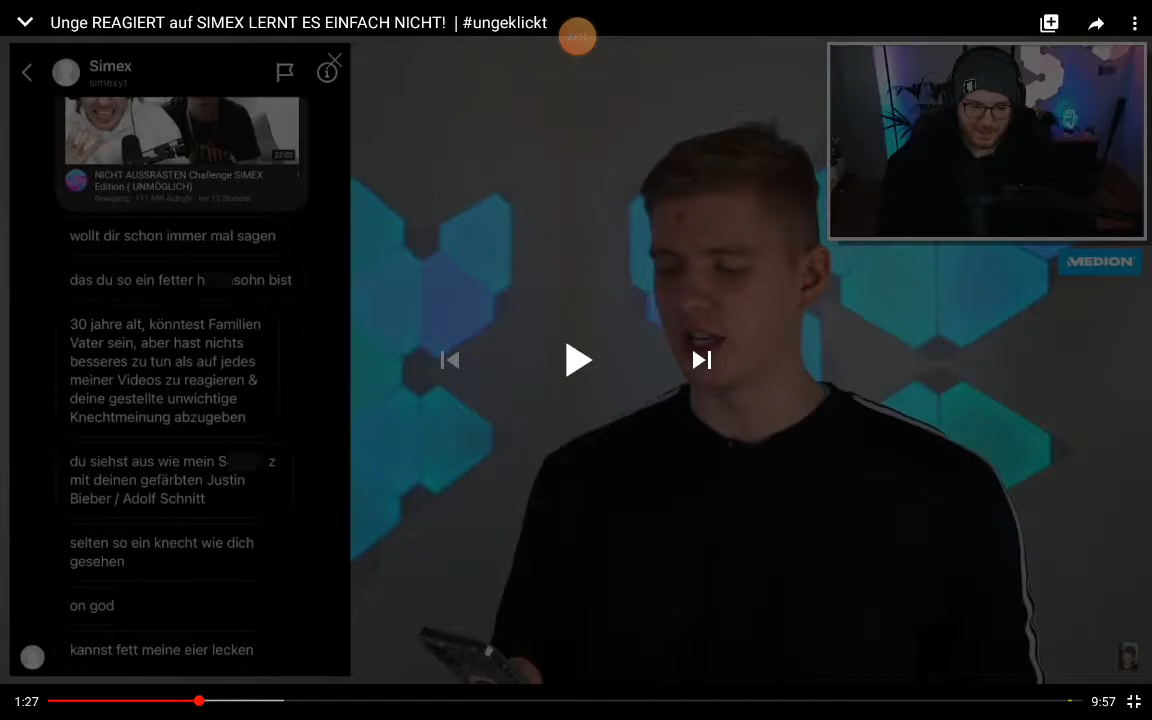 Unge REAGIERT auf SIMEX LERNT ES EINFACH NICHT! | #ungeklickt
Simex
simexyt
22:02
NICHT AUSSRASTEN Challenge SIMEX
Edition ( UNMÖGLICH)
wollt dir schon immer mal sagen
das du so ein fetter h sohn bist
30 jahre alt, könntest Familien
Vater sein, aber hast nichts
besseres zu tun als auf jedes
meiner Videos zu reagieren &
deine gestellte unwichtige
Knechtmeinung abzugeben
du siehst aus wie mein S z
mit deinen gefärbten Justin
Bieber / Adolf Schnitt
selten so ein knecht wie dich
gesehen
on god
kannst fett meine eier lecken
MEDION
1:27
9:57